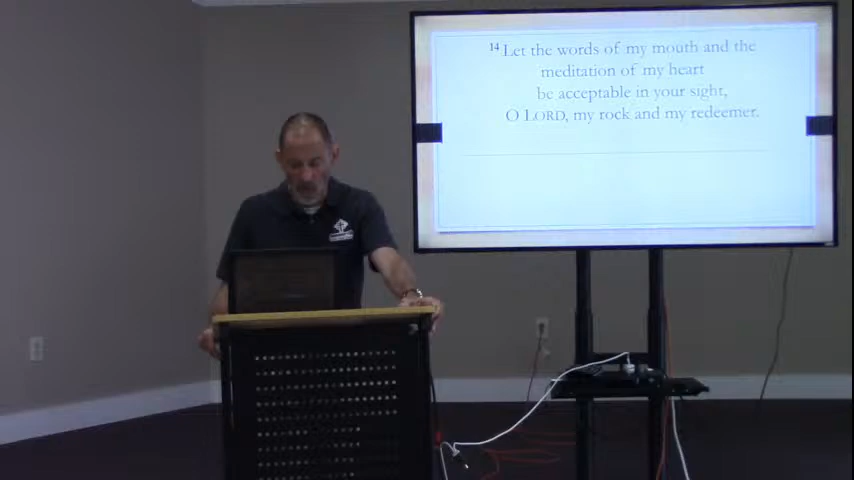 14 Let the words of my mouth and the
meditation of my heart
be acceptable in your sight,
O LORD, my rock and my redeemer.